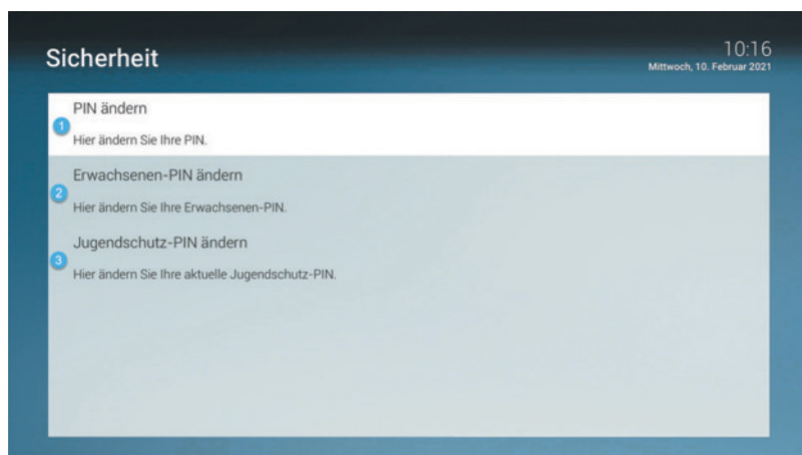 Sicherheit
10:16
Mittwoch, 10. Februar 2021
PIN ändern
1
Hier ändern Sie Ihre PIN.
Erwachsenen-PIN ändern
2
Hier ändern Sie Ihre Erwachsenen-PIN.
Jugendschutz-PIN ändern
3
Hier ändern Sie Ihre aktuelle Jugendschutz-PIN.